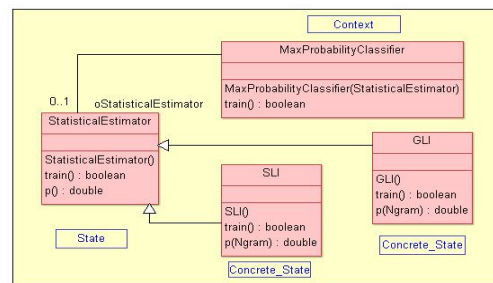 Context
MaxProbabilityClassifier
MaxProbabilityClassifier(StatisticalEstimator)
train() : boolean
0..1
oStatisticalEstimator
StatisticalEstimator
StatisticalEstimator()
train() : boolean
p() : double
State
SLI
SLI()
train() : boolean
p(Ngram) : double
Concrete_State
GLI
GLI()
train() : boolean
p(Ngram) : double
Concrete_State